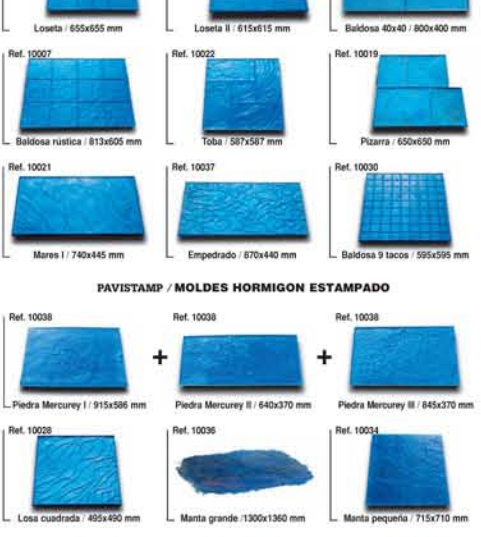 Loseta / 655x655 mm
Loseta II / 615x615 mm
Baldosa 40x40 / 800x400 mm
Ref. 10007
Ref. 10022
Ref. 10019
Baldosa rústica / 813x605 mm
Toba / 587x587 mm
Pizarra / 650x650 mm
Ref. 10021
Ref. 10037
Ref. 10030
Mares I / 740x445 mm
Empedrado / 870x440 mm
Baldosa 9 tacos / 595x595 mm
PAVISTAMP / MOLDES HORMIGON ESTAMPADO
Ref. 10038
Ref. 10038
Ref. 10038
+
+
Piedra Mercurey I / 915x586 mm
Piedra Mercurey II / 640x370 mm
Piedra Mercurey III / 845x370 mm
Ref. 10028
Ref. 10036
Ref. 10034
Losa cuadrada / 495x490 mm
Manta grande /1300x1360 mm
Manta pequeña / 715x710 mm